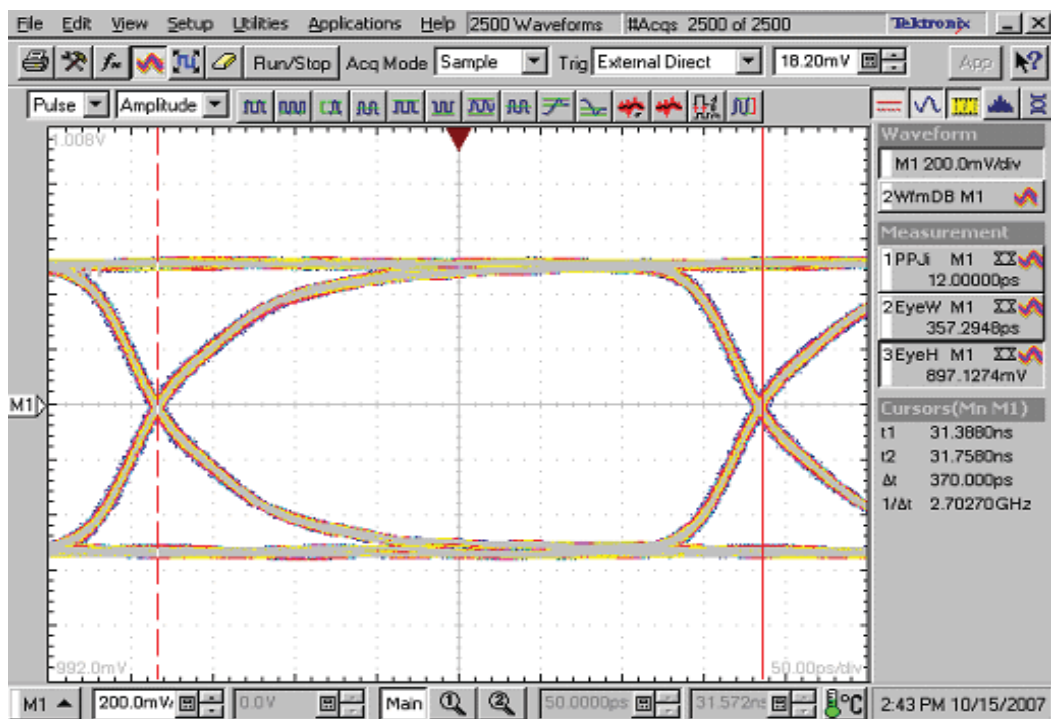 File Edit View Setup Utilities Applications Help 2500 Waveforms #Acqs 2500 of 2500 Tektronix
Run/Stop Acq Mode Sample Trig External Direct 18.20mV App
Pulse Amplitude
1.008V
M1
-992.0mV
50.00ps/div
Waveform
M1 200.0mV/div
2WfmDB M1
Measurement
1PPJi M1
12.00000ps
2EyeW M1
357.2948ps
3EyeH M1
897.1274mV
Cursors(Mn M1)
t1 31.3880ns
t2 31.7580ns
Δt 370.000ps
1/Δt 2.70270GHz
M1 200.0mV/ 0.0V Main 1 2 50.0000ps 31.572ns °C 2:43 PM 10/15/2007